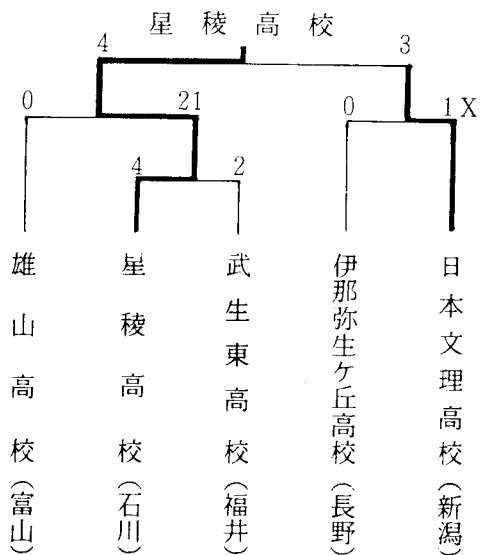 星稜高校
4 3
0 21 0 1X
4 2
雄山高校（富山）
星稜高校（石川）
武生東高校（福井）
伊那弥生ケ丘高校（長野）
日本文理高校（新潟）